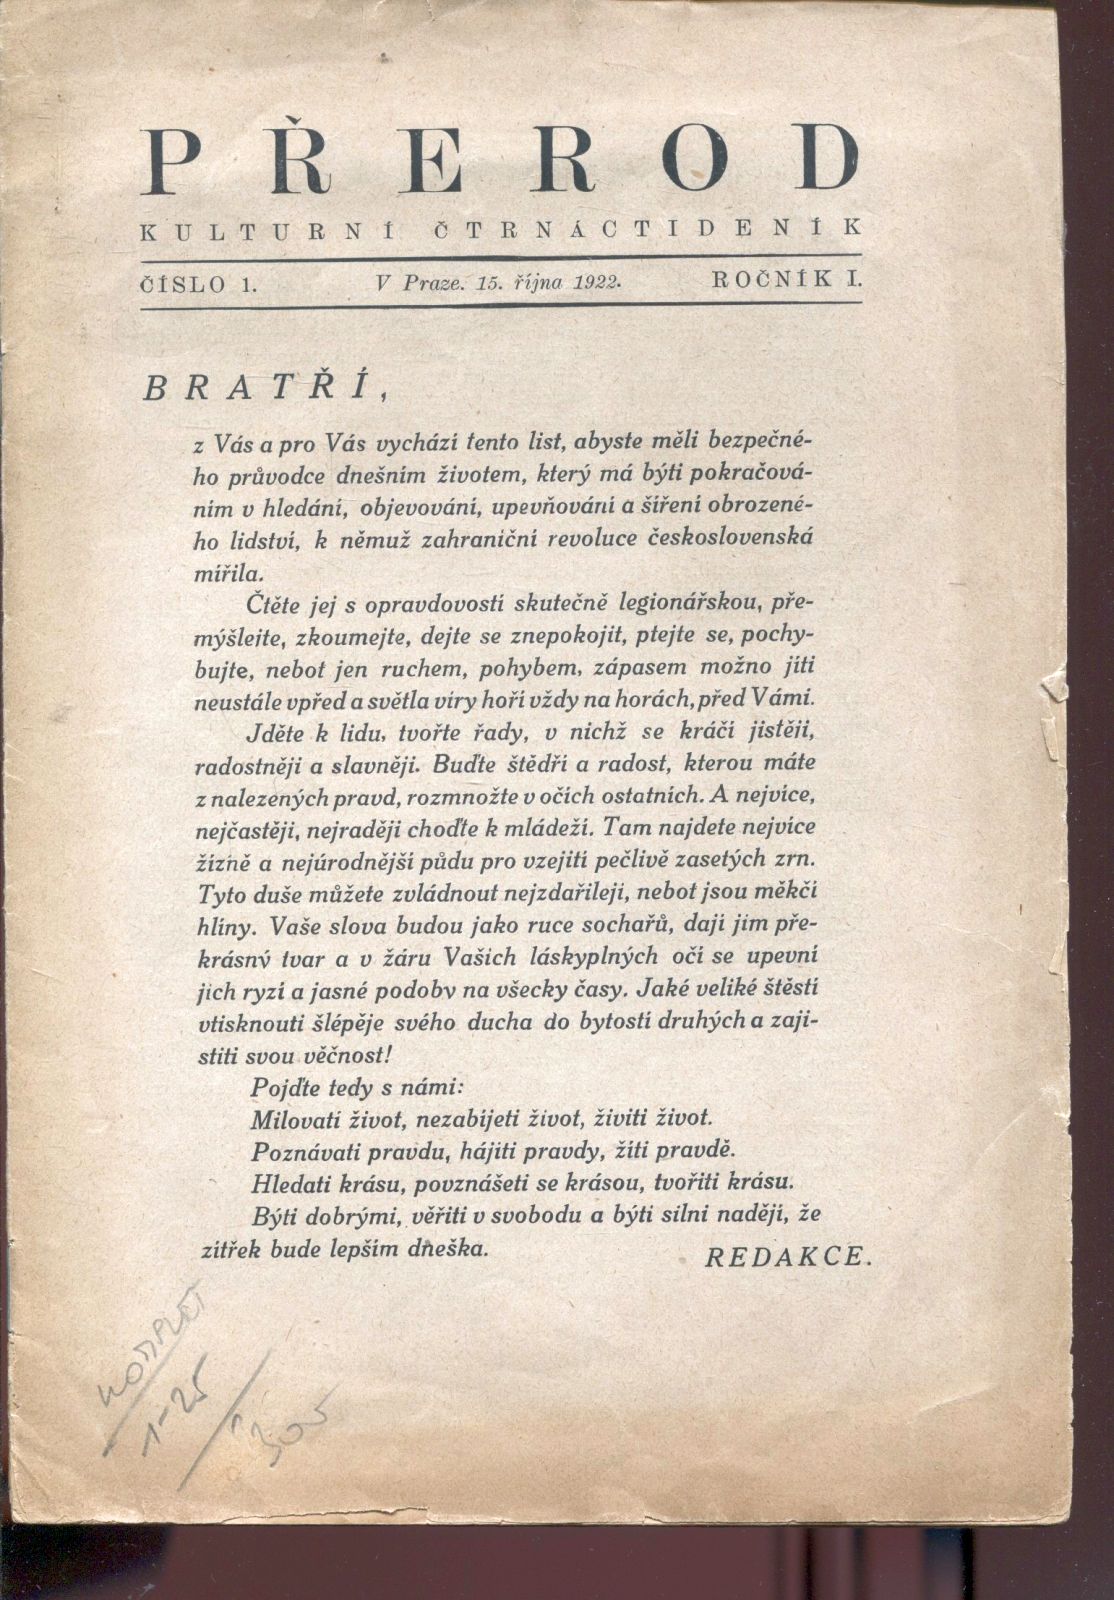 PŘEROD
KULTURNÍ ČTRNÁCTIDENÍK
ČÍSLO 1. V Praze. 15. října 1922. ROČNÍK I.
BRATŘÍ,
z Vás a pro Vás vychází tento list, abyste měli bezpečné-
ho průvodce dnešním životem, který má býti pokračová-
ním v hledání, objevování, upevňování a šíření obrozené-
ho lidství, k němuž zahraniční revoluce československá
mířila.
Čtěte jej s opravdovostí skutečně legionářskou, pře-
mýšlejte, zkoumejte, dejte se znepokojit, ptejte se, pochy-
bujte, neboť jen ruchem, pohybem, zápasem možno jíti
neustále vpřed a světla víry hoří vždy na horách, před Vámi.
Jděte k lidu, tvořte řady, v nichž se kráčí jistěji,
radostněji a slavněji. Buďte štědří a radost, kterou máte
z nalezených pravd, rozmnožte v očích ostatních. A nejvíce,
nejčastěji, nejraději choďte k mládeži. Tam najdete nejvíce
žízně a nejúrodnější půdu pro vzejití pečlivě zasetých zrn.
Tyto duše můžete zvládnout nejzdařileji, neboť jsou měkčí
hlíny. Vaše slova budou jako ruce sochařů, dají jim pře-
krásný tvar a v žáru Vašich láskyplných očí se upevní
jich ryzí a jasné podoby na všecky časy. Jaké veliké štěstí
vtisknouti šlépěje svého ducha do bytostí druhých a zaji-
stiti svou věčnost!
Pojďte tedy s námi:
Milovati život, nezabíjeti život, živiti život.
Poznávati pravdu, hájiti pravdy, žíti pravdě.
Hledati krásu, povznášeti se krásou, tvořiti krásu.
Býti dobrými, věřiti v svobodu a býti silni nadějí, že
zítřek bude lepším dneška.
REDAKCE.
KOMPLET
1-25